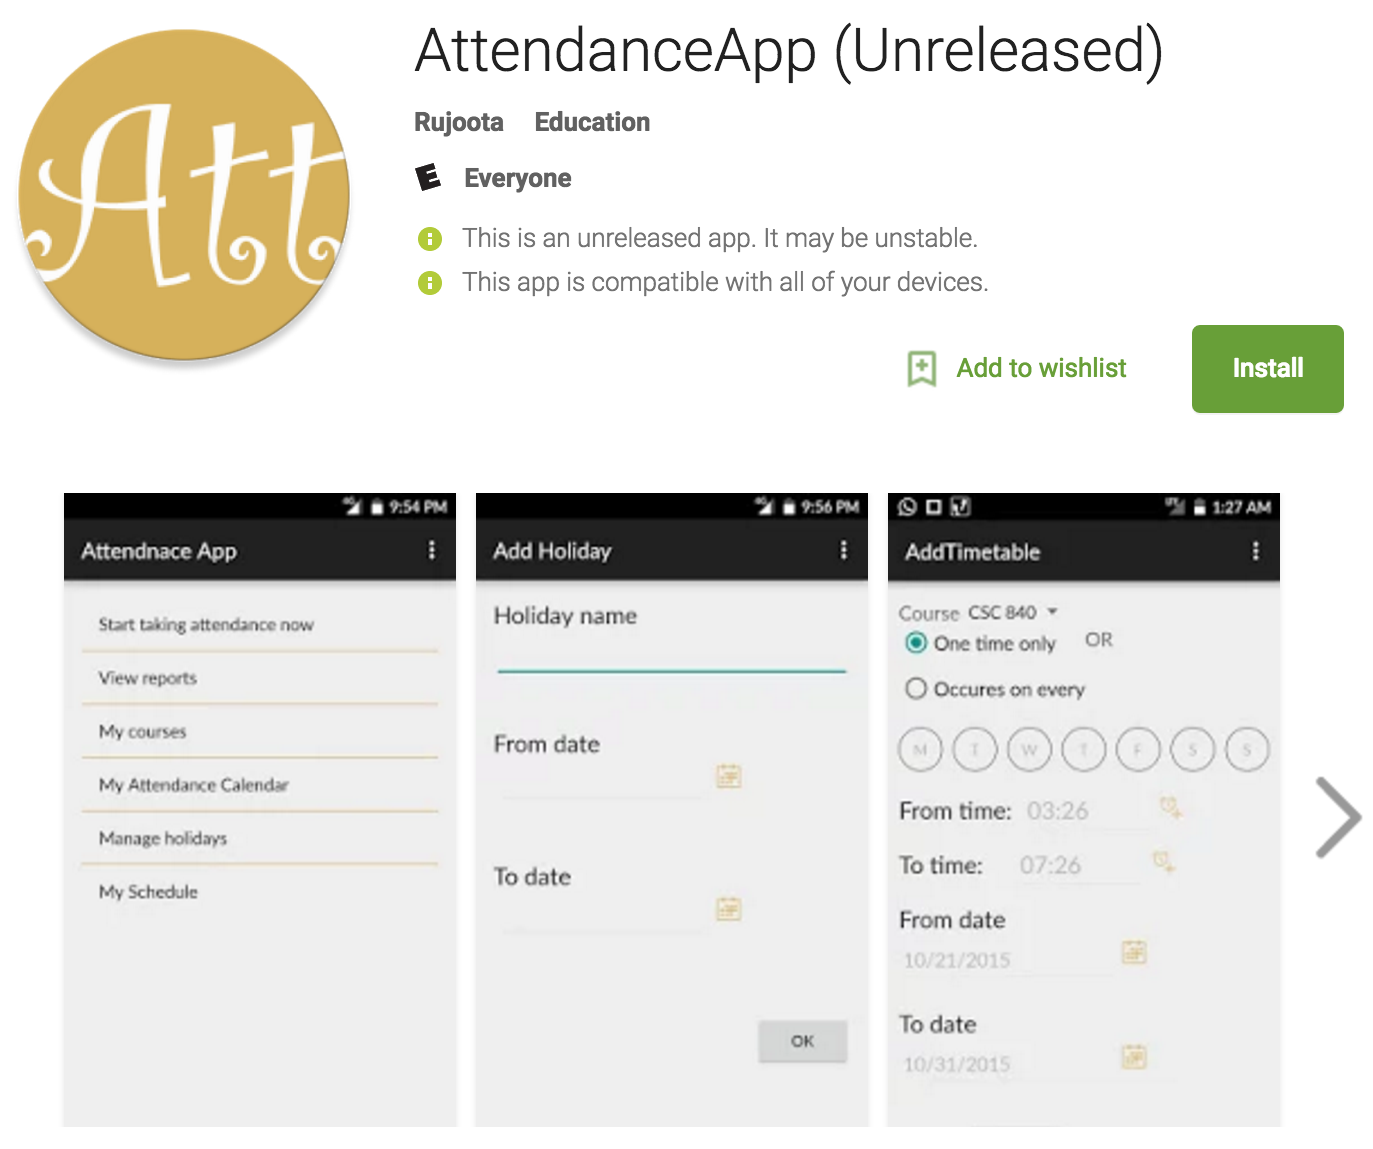 Att
AttendanceApp (Unreleased)
Rujoota Education
E Everyone
This is an unreleased app. It may be unstable.
This app is compatible with all of your devices.
Add to wishlist
Install
9:54 PM
Attendnace App
Start taking attendance now
View reports
My courses
My Attendance Calendar
Manage holidays
My Schedule
9:56 PM
Add Holiday
Holiday name
From date
To date
OK
1:27 AM
AddTimetable
Course CSC 840
One time only OR
Occures on every
M T W T F S S
From time: 03:26
To time: 07:26
From date
10/21/2015
To date
10/31/2015